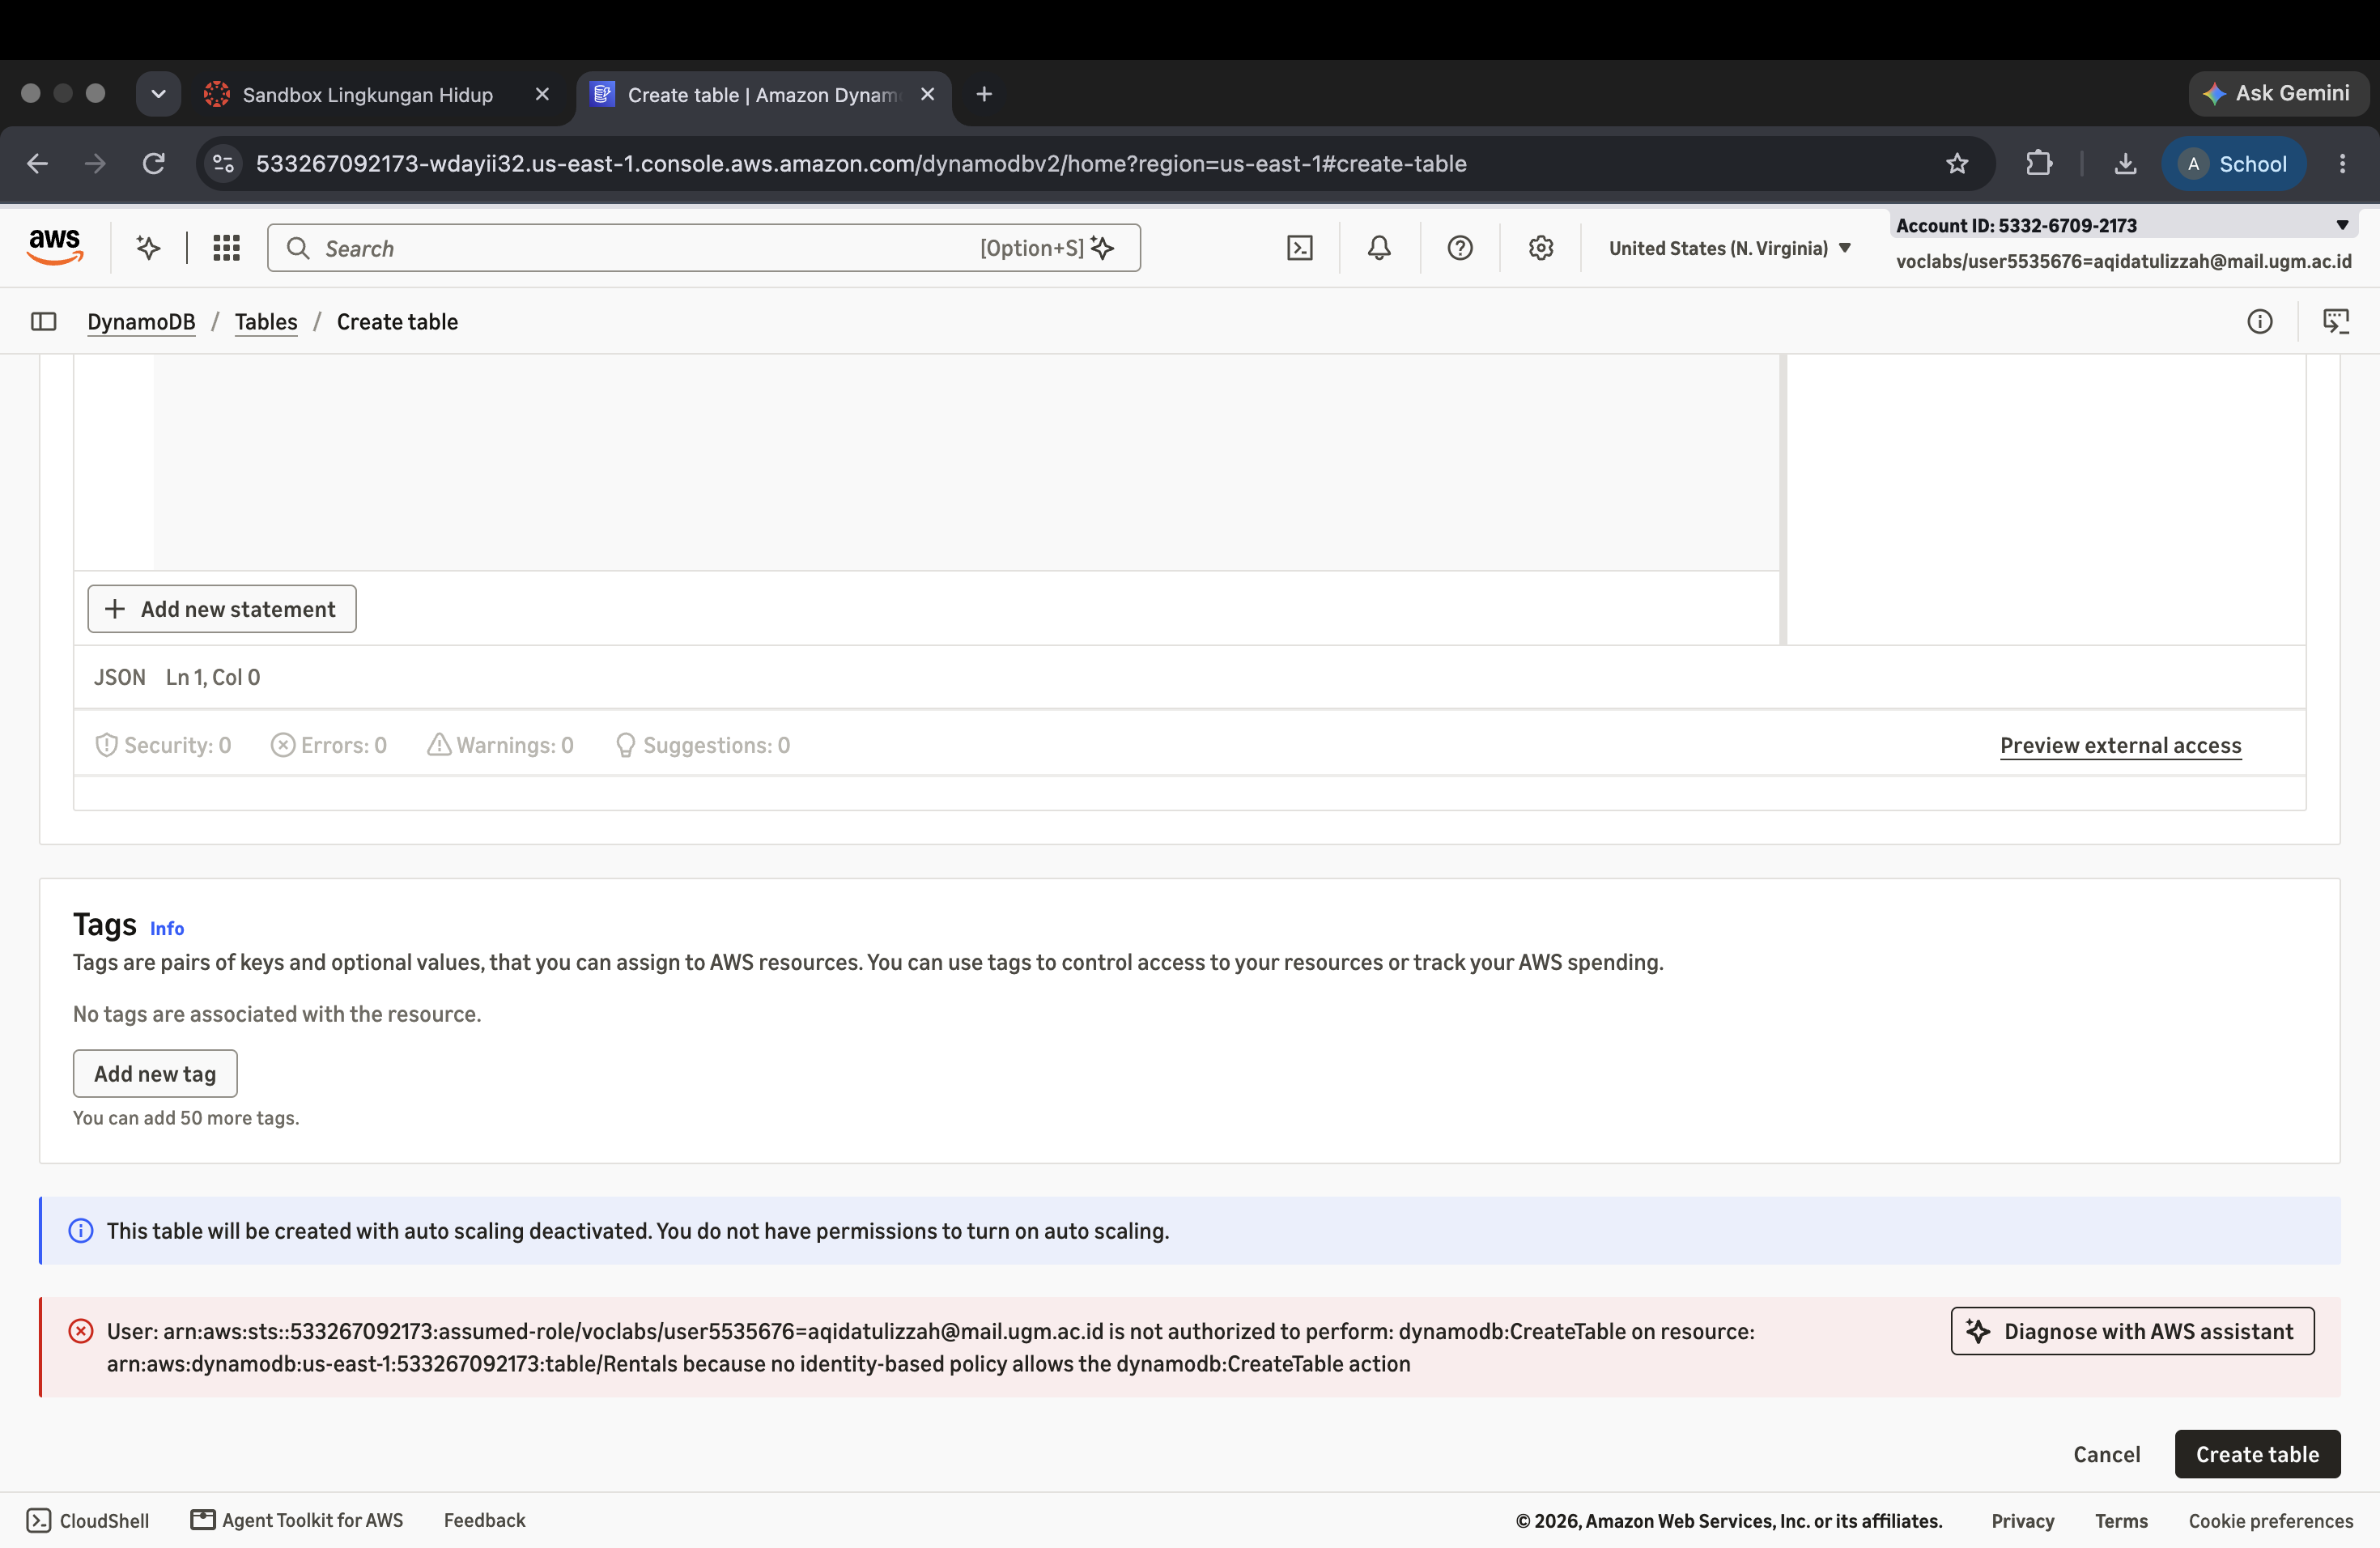 Sandbox Lingkungan Hidup
Create table | Amazon Dynam
Ask Gemini
533267092173-wdayii32.us-east-1.console.aws.amazon.com/dynamodbv2/home?region=us-east-1#create-table
A School
aws
Search [Option+S]
United States (N. Virginia)
Account ID: 5332-6709-2173
voclabs/user5535676=aqidatulizzah@mail.ugm.ac.id
DynamoDB / Tables / Create table
Add new statement
JSON Ln 1, Col 0
Security: 0 Errors: 0 Warnings: 0 Suggestions: 0 Preview external access
Tags Info
Tags are pairs of keys and optional values, that you can assign to AWS resources. You can use tags to control access to your resources or track your AWS spending.
No tags are associated with the resource.
Add new tag
You can add 50 more tags.
This table will be created with auto scaling deactivated. You do not have permissions to turn on auto scaling.
User: arn:aws:sts::533267092173:assumed-role/voclabs/user5535676=aqidatulizzah@mail.ugm.ac.id is not authorized to perform: dynamodb:CreateTable on resource:
arn:aws:dynamodb:us-east-1:533267092173:table/Rentals because no identity-based policy allows the dynamodb:CreateTable action
Diagnose with AWS assistant
Cancel Create table
CloudShell Agent Toolkit for AWS Feedback © 2026, Amazon Web Services, Inc. or its affiliates. Privacy Terms Cookie preferences